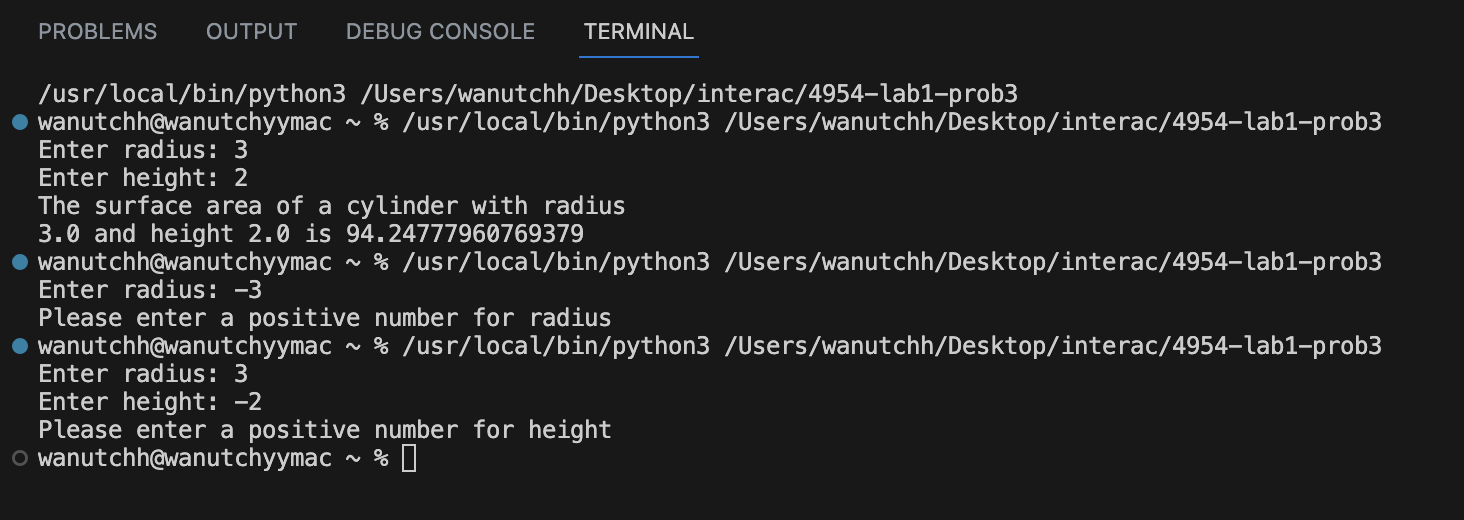 PROBLEMS OUTPUT DEBUG CONSOLE TERMINAL
/usr/local/bin/python3 /Users/wanutchh/Desktop/interac/4954-lab1-prob3
wanutchh@wanutchyymac ~ % /usr/local/bin/python3 /Users/wanutchh/Desktop/interac/4954-lab1-prob3
Enter radius: 3
Enter height: 2
The surface area of a cylinder with radius
3.0 and height 2.0 is 94.24777960769379
wanutchh@wanutchyymac ~ % /usr/local/bin/python3 /Users/wanutchh/Desktop/interac/4954-lab1-prob3
Enter radius: -3
Please enter a positive number for radius
wanutchh@wanutchyymac ~ % /usr/local/bin/python3 /Users/wanutchh/Desktop/interac/4954-lab1-prob3
Enter radius: 3
Enter height: -2
Please enter a positive number for height
wanutchh@wanutchyymac ~ %